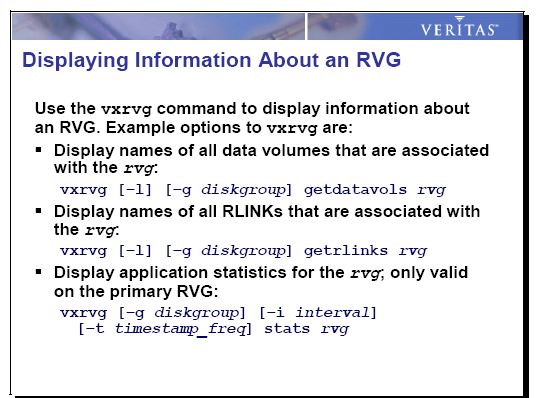 VERITAS™
Displaying Information About an RVG
Use the vxrvg command to display information about
an RVG. Example options to vxrvg are:
▪ Display names of all data volumes that are associated
with the rvg:
vxrvg [-l] [-g diskgroup] getdatavols rvg
▪ Display names of all RLINKs that are associated with
the rvg:
vxrvg [-l] [-g diskgroup] getrlinks rvg
▪ Display application statistics for the rvg; only valid
on the primary RVG:
vxrvg [-g diskgroup] [-i interval]
[-t timestamp_freq] stats rvg